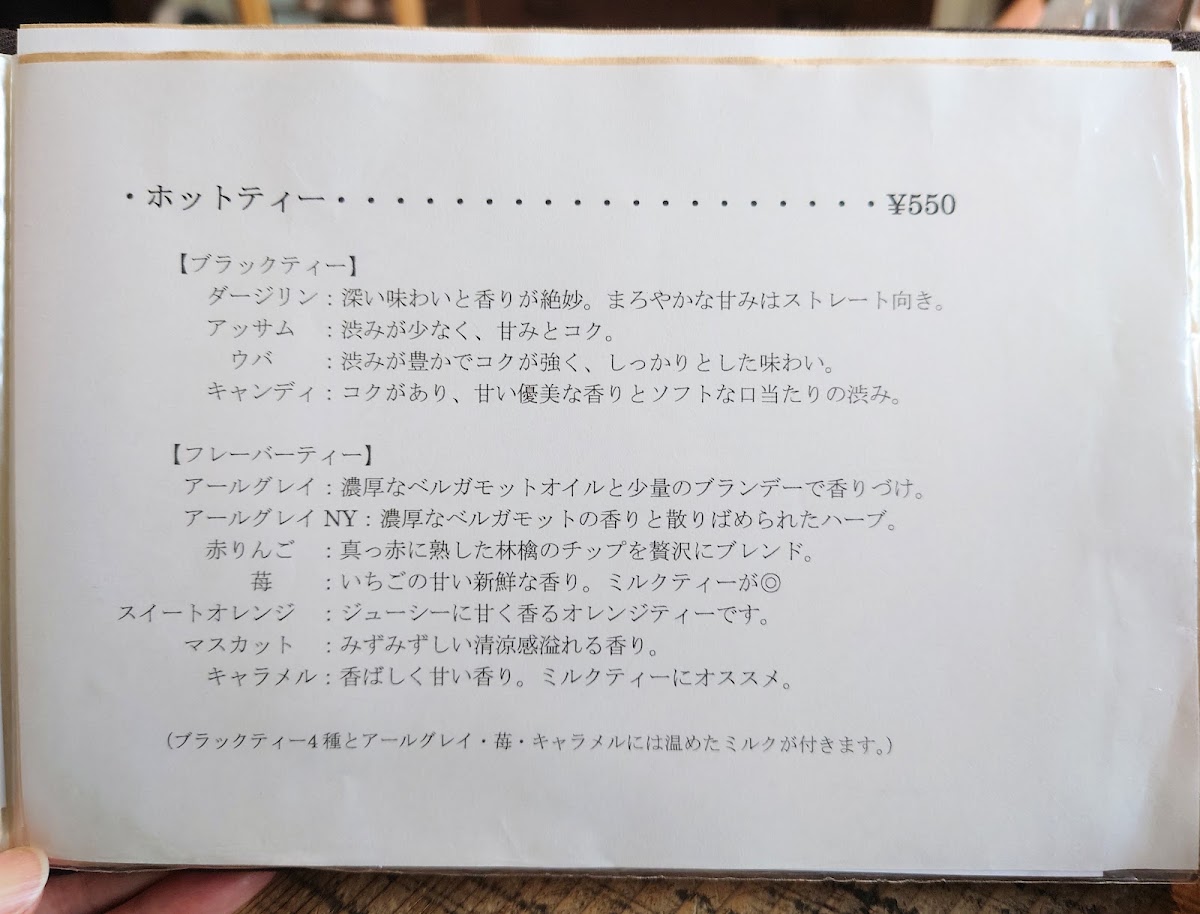 ・ホットティー・・・・・・・・・・・・・・・・・・・¥550
【ブラックティー】
ダージリン：深い味わいと香りが絶妙。まろやかな甘みはストレート向き。
アッサム　：渋みが少なく、甘みとコク。
ウバ　　：渋みが豊かでコクが強く、しっかりとした味わい。
キャンディ：コクがあり、甘い優美な香りとソフトな口当たりの渋み。
【フレーバーティー】
アールグレイ：濃厚なベルガモットオイルと少量のブランデーで香りづけ。
アールグレイ NY：濃厚なベルガモットの香りと散りばめられたハーブ。
赤りんご　：真っ赤に熟した林檎のチップを贅沢にブレンド。
苺　　：いちごの甘い新鮮な香り。ミルクティーが◎
スイートオレンジ　：ジューシーに甘く香るオレンジティーです。
マスカット　：みずみずしい清涼感溢れる香り。
キャラメル：香ばしく甘い香り。ミルクティーにオススメ。
（ブラックティー4種とアールグレイ・苺・キャラメルには温めたミルクが付きます。）